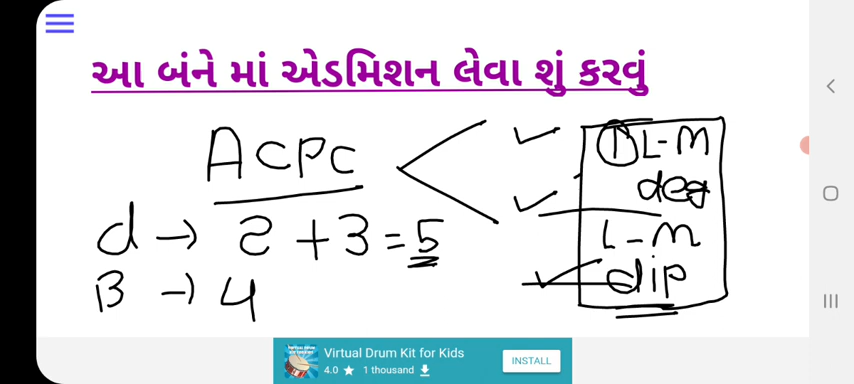 આ બંને માં એડમિશન લેવા શું કરવું
ACPC
① L-M
deg
d → 2 + 3 = 5
L-M
dip
B → 4
Virtual Drum Kit for Kids
4.0 ★ 1 thousand
INSTALL